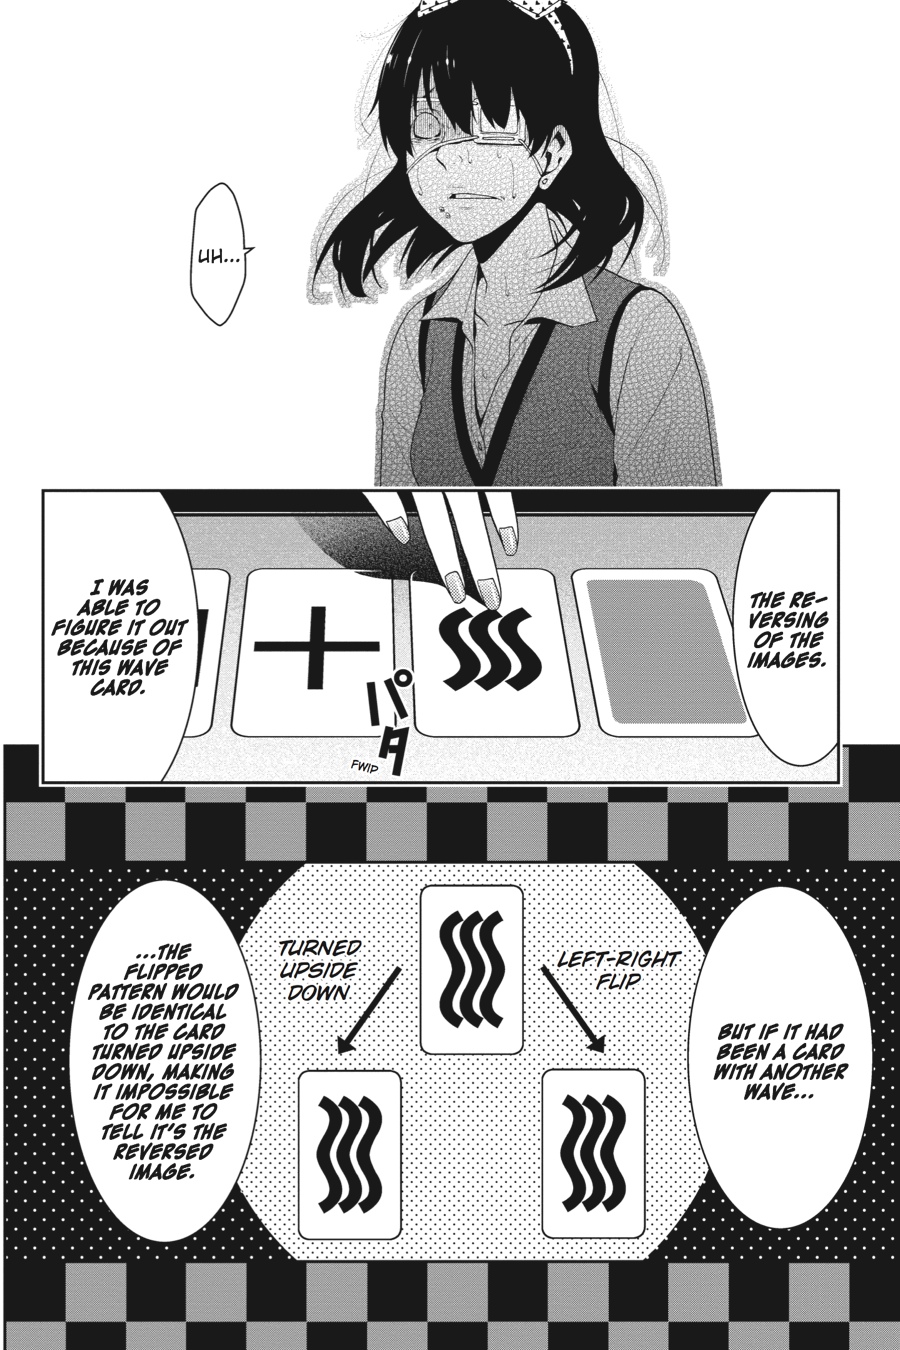 UH...
THE RE-
VERSING
OF THE
IMAGES.
I WAS
ABLE TO
FIGURE IT OUT
BECAUSE OF
THIS WAVE
CARD.
パタ
FWIP
BUT IF IT HAD
BEEN A CARD
WITH ANOTHER
WAVE...
LEFT-RIGHT
FLIP
TURNED
UPSIDE
DOWN
...THE
FLIPPED
PATTERN WOULD
BE IDENTICAL
TO THE CARD
TURNED UPSIDE
DOWN, MAKING
IT IMPOSSIBLE
FOR ME TO
TELL IT'S THE
REVERSED
IMAGE.